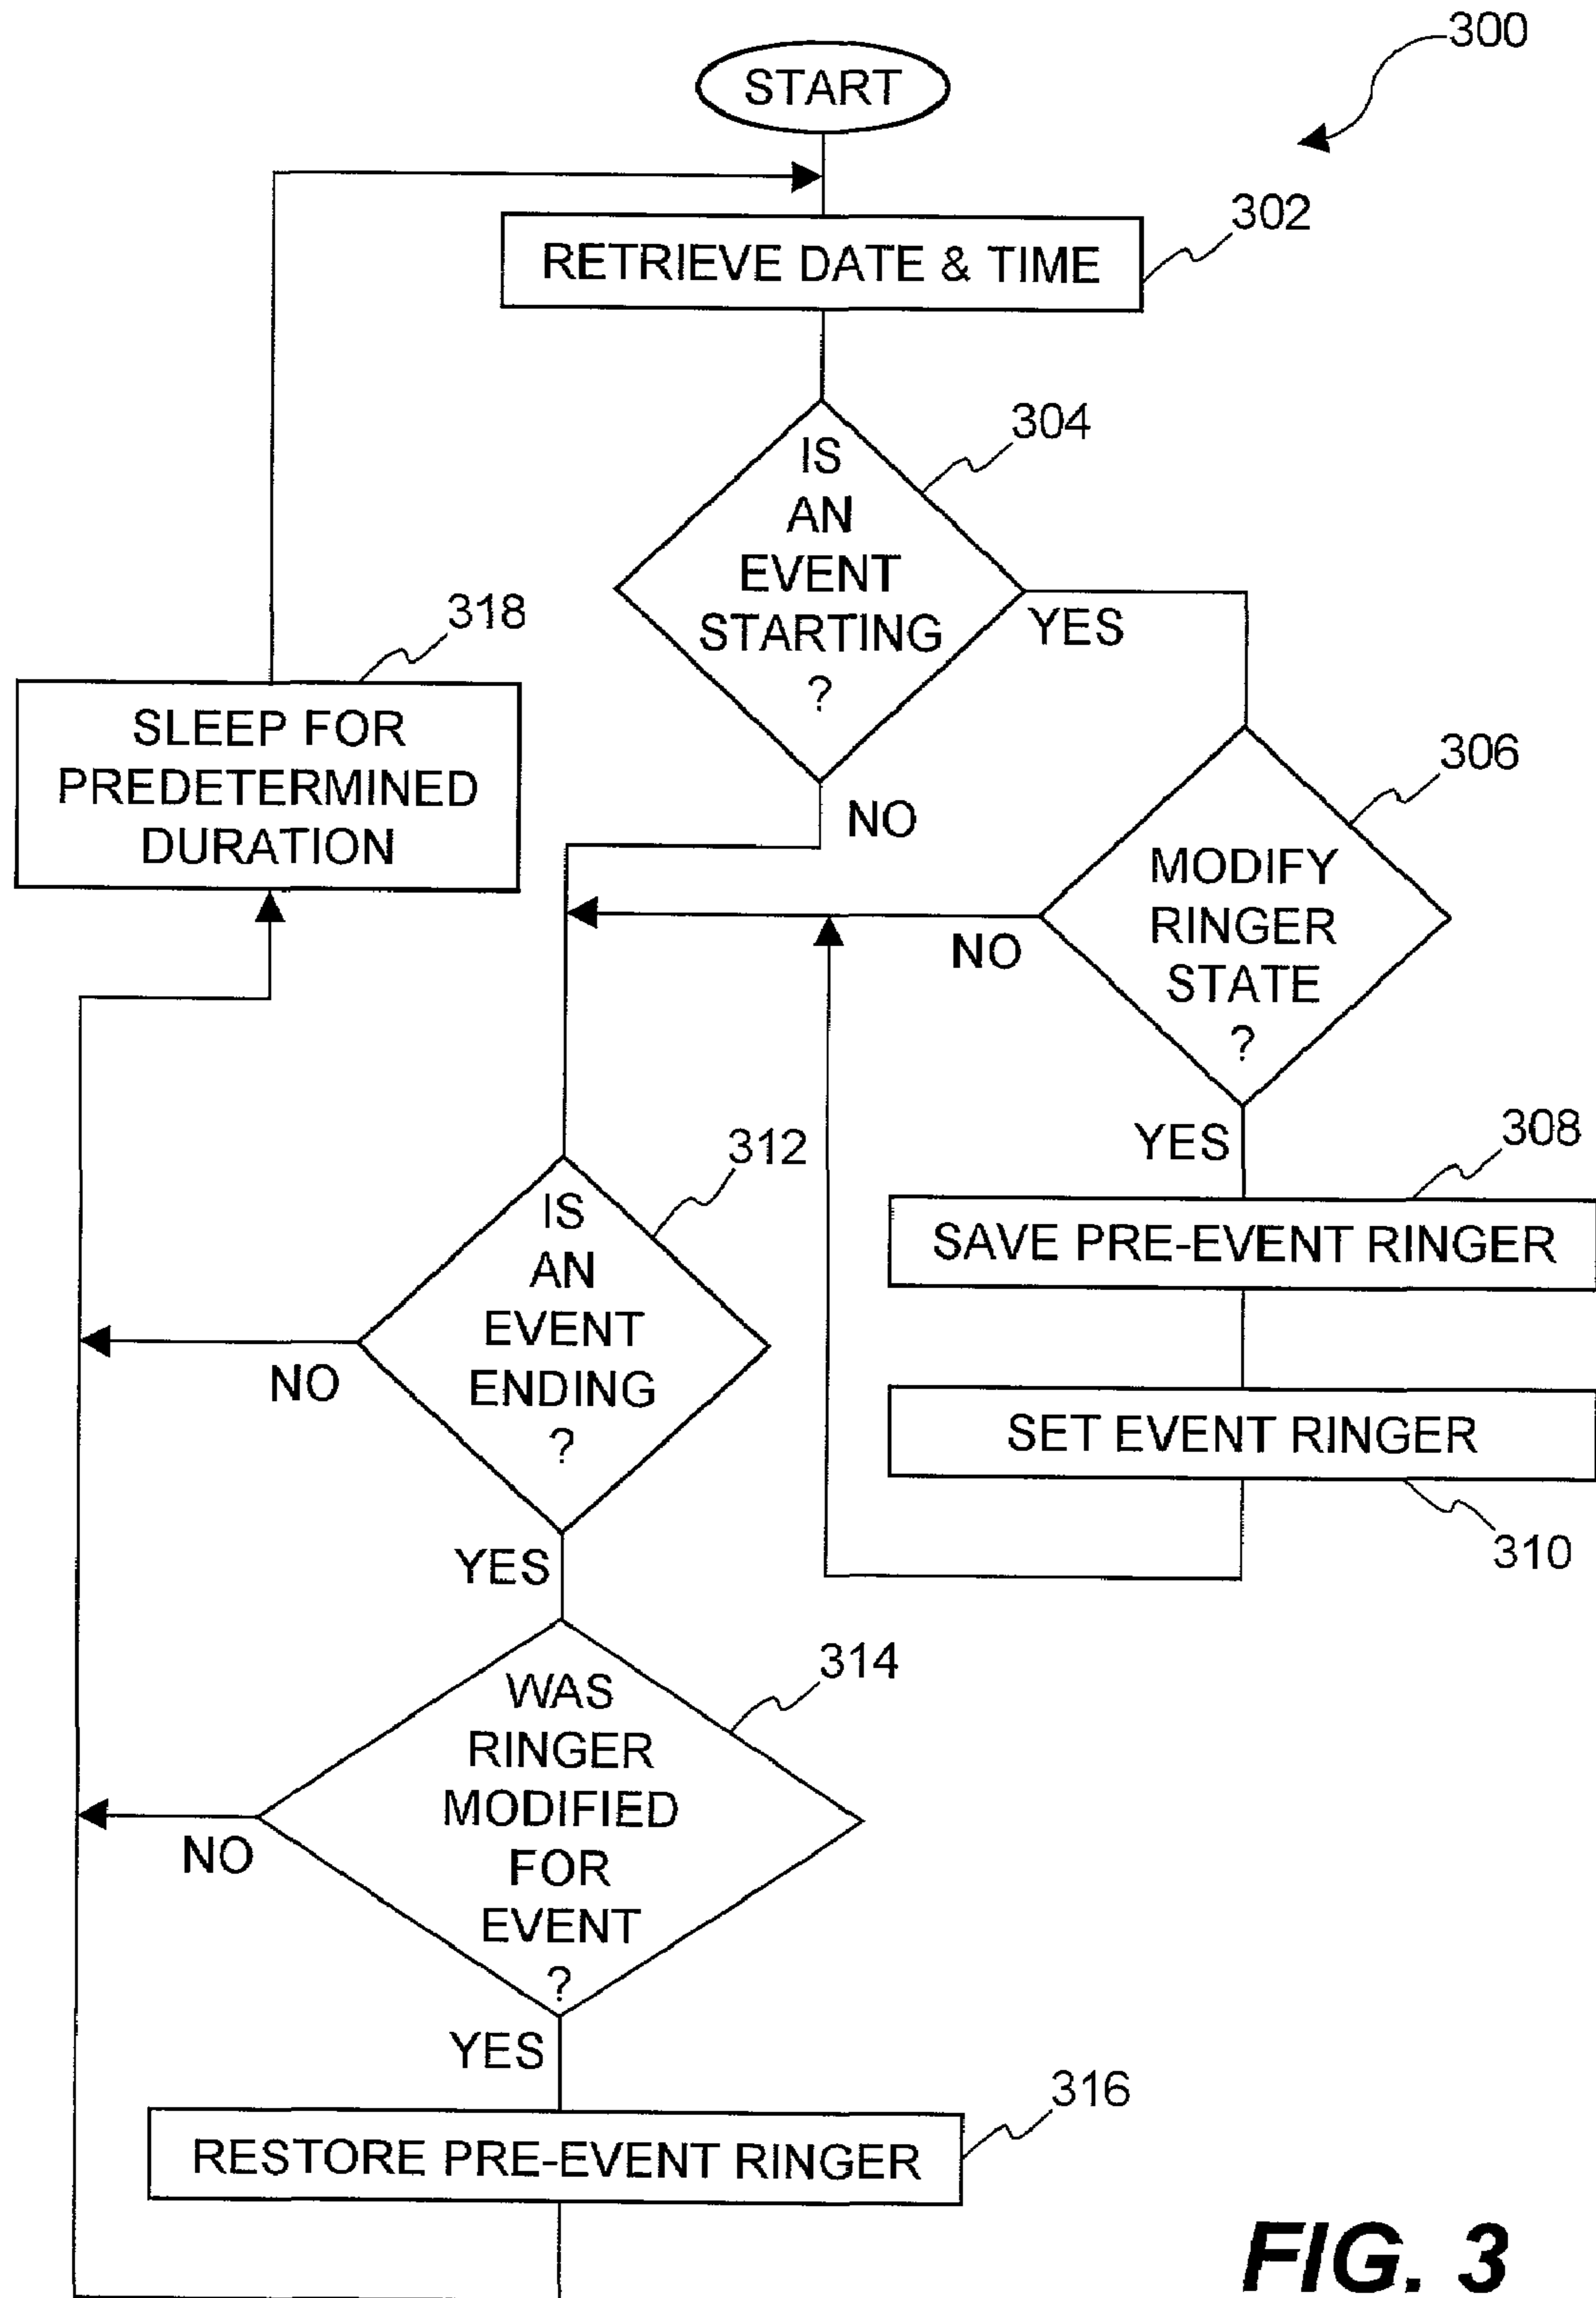 300
START
302
RETRIEVE DATE & TIME
304
IS
AN
EVENT
STARTING
?
YES
NO
318
SLEEP FOR
PREDETERMINED
DURATION
306
MODIFY
RINGER
STATE
?
NO
YES
308
SAVE PRE-EVENT RINGER
SET EVENT RINGER
310
312
IS
AN
EVENT
ENDING
?
NO
YES
314
WAS
RINGER
MODIFIED
FOR
EVENT
?
NO
YES
316
RESTORE PRE-EVENT RINGER
FIG. 3